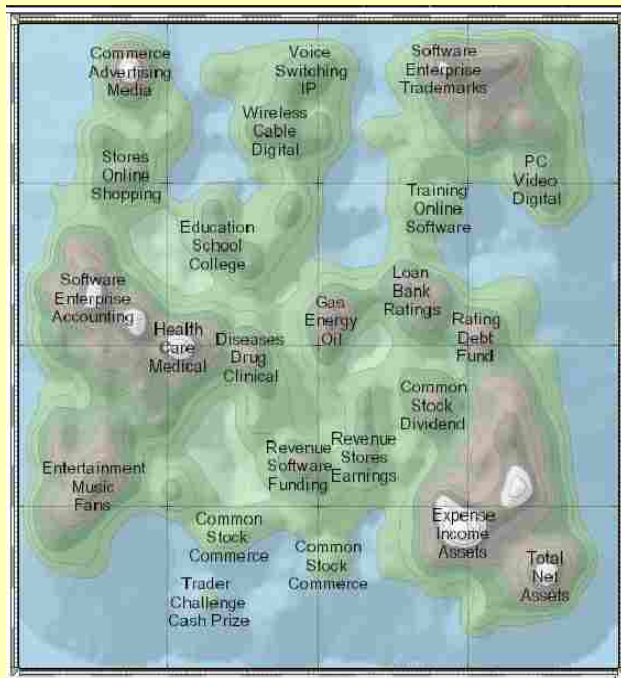 Commerce
Advertising
Media
Voice
Switching
IP
Software
Enterprise
Trademarks
Wireless
Cable
Digital
Stores
Online
Shopping
PC
Video
Digital
Training
Online
Software
Education
School
College
Software
Enterprise
Accounting
Loan
Bank
Ratings
Gas
Energy
Oil
Rating
Debt
Fund
Health
Care
Medical
Diseases
Drug
Clinical
Common
Stock
Dividend
Revenue
Software
Funding
Revenue
Stores
Earnings
Entertainment
Music
Fans
Common
Stock
Commerce
Expense
Income
Assets
Common
Stock
Commerce
Total
Net
Assets
Trader
Challenge
Cash Prize